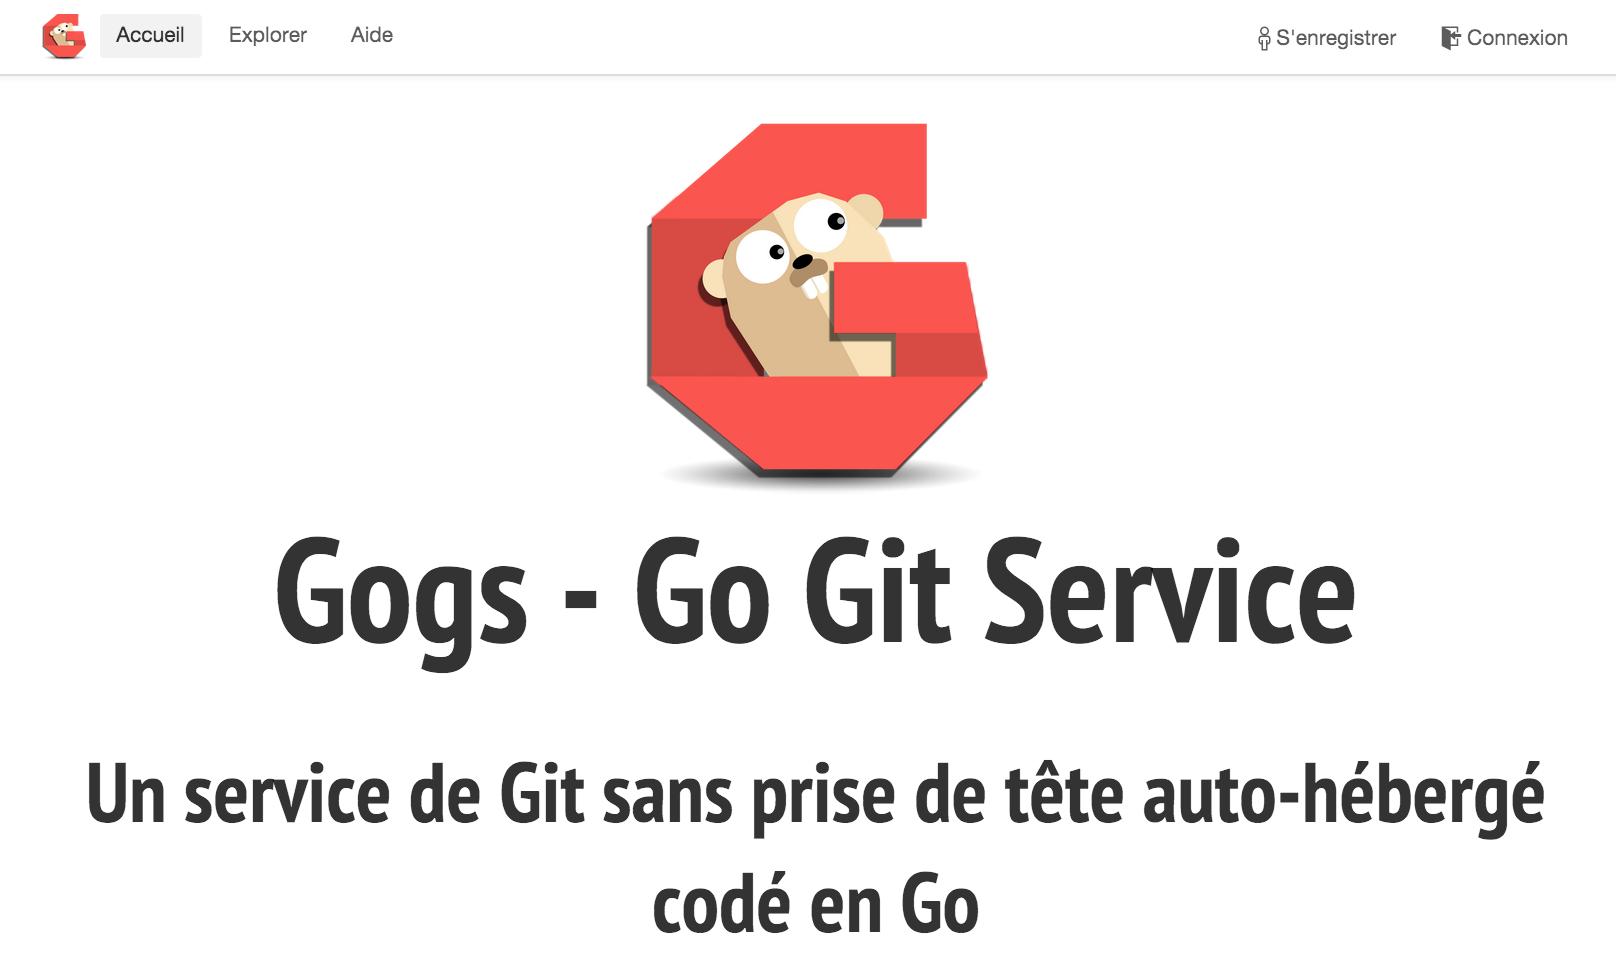 Accueil Explorer Aide S'enregistrer Connexion
Gogs - Go Git Service
Un service de Git sans prise de tête auto-hébergé
codé en Go